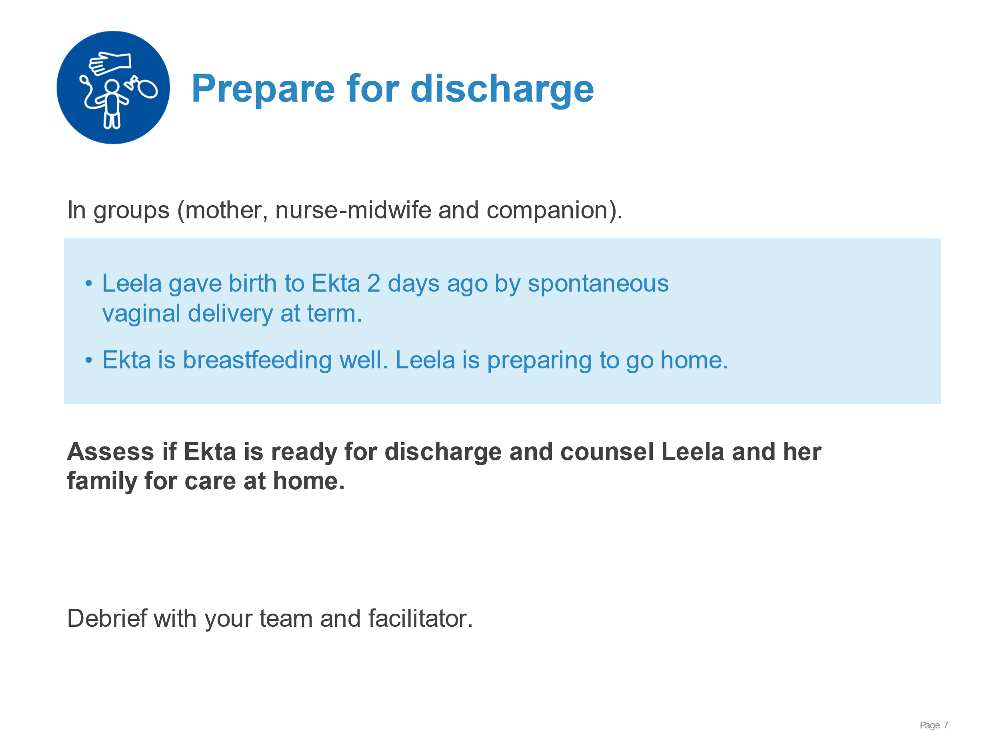 Prepare for discharge
In groups (mother, nurse-midwife and companion).
• Leela gave birth to Ekta 2 days ago by spontaneous
vaginal delivery at term.
• Ekta is breastfeeding well. Leela is preparing to go home.
Assess if Ekta is ready for discharge and counsel Leela and her
family for care at home.
Debrief with your team and facilitator.
Page 7